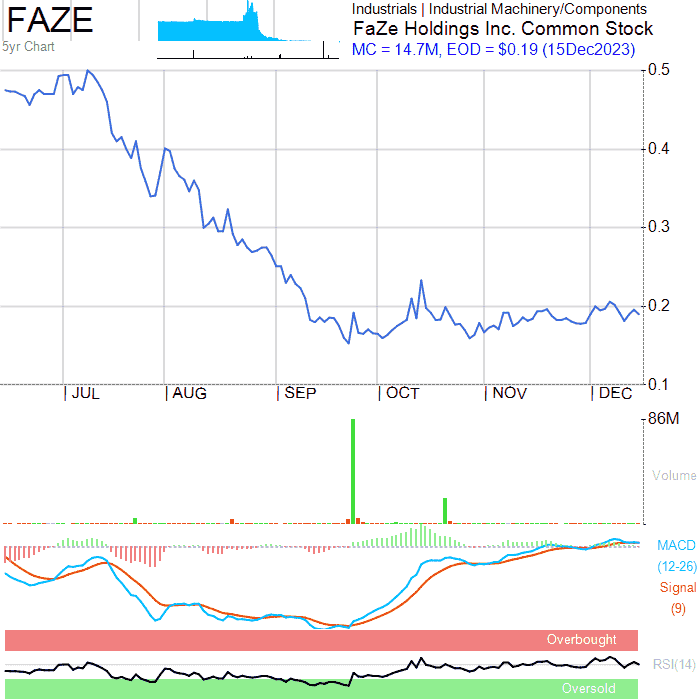 FAZE
5yr Chart
Industrials | Industrial Machinery/Components
FaZe Holdings Inc. Common Stock
MC = 14.7M, EOD = $0.19 (15Dec2023)
0.5
0.4
0.3
0.2
0.1
| JUL | AUG | SEP | OCT | NOV | DEC
86M
Volume
MACD
(12-26)
Signal
(9)
Overbought
RSI(14)
Oversold